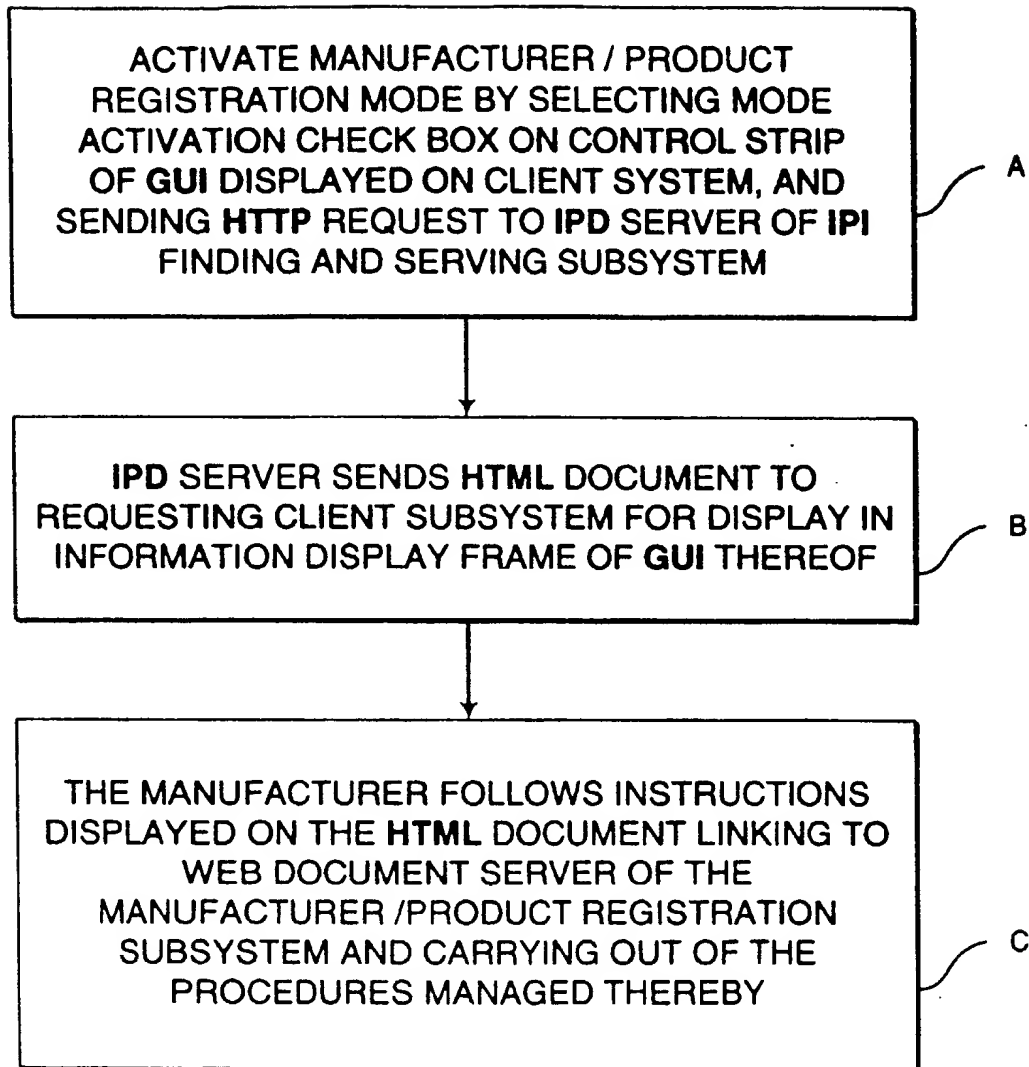 ACTIVATE MANUFACTURER / PRODUCT
REGISTRATION MODE BY SELECTING MODE
ACTIVATION CHECK BOX ON CONTROL STRIP
OF GUI DISPLAYED ON CLIENT SYSTEM, AND
SENDING HTTP REQUEST TO IPD SERVER OF IPI
FINDING AND SERVING SUBSYSTEM
A
IPD SERVER SENDS HTML DOCUMENT TO
REQUESTING CLIENT SUBSYSTEM FOR DISPLAY IN
INFORMATION DISPLAY FRAME OF GUI THEREOF
B
THE MANUFACTURER FOLLOWS INSTRUCTIONS
DISPLAYED ON THE HTML DOCUMENT LINKING TO
WEB DOCUMENT SERVER OF THE
MANUFACTURER /PRODUCT REGISTRATION
SUBSYSTEM AND CARRYING OUT OF THE
PROCEDURES MANAGED THEREBY
C